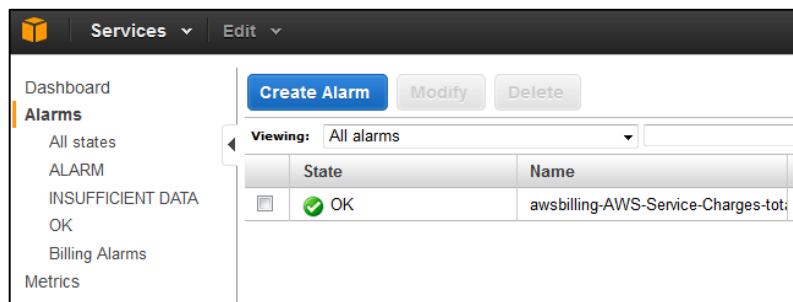 Services Edit
Dashboard
Alarms
All states
ALARM
INSUFFICIENT DATA
OK
Billing Alarms
Metrics
Create Alarm Modify Delete
Viewing: All alarms
State Name
OK awsbilling-AWS-Service-Charges-tota